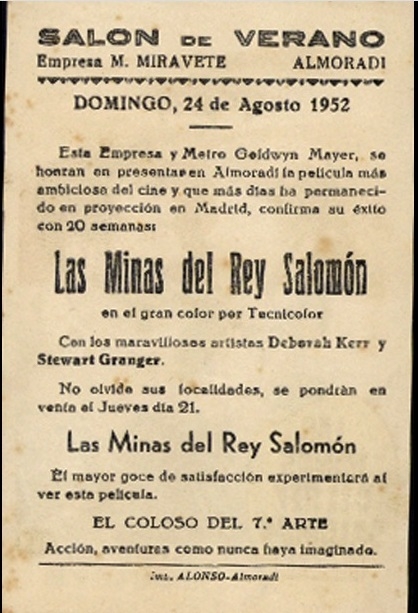 SALON DE VERANO
Empresa M. MIRAVETE ALMORADI
DOMINGO, 24 de Agosto 1952
Esta Empresa y Metro Goldwyn Mayer, se
honran en presentar en Almoradí la película más
ambiciosa del cine y que más días ha permaneci-
do en proyección en Madrid, confirma su éxito
con 20 semanas:
Las Minas del Rey Salomón
en el gran color por Tecnicolor
Con los maravillosos artistas Deborah Kerr y
Stewart Granger.
No olvide sus localidades, se pondrán en
venta el Jueves día 21.
Las Minas del Rey Salomón
El mayor goce de satisfacción experimentará al
ver esta película.
EL COLOSO DEL 7.º ARTE
Acción, aventuras como nunca haya imaginado.
Imp. ALONSO-Almoradí